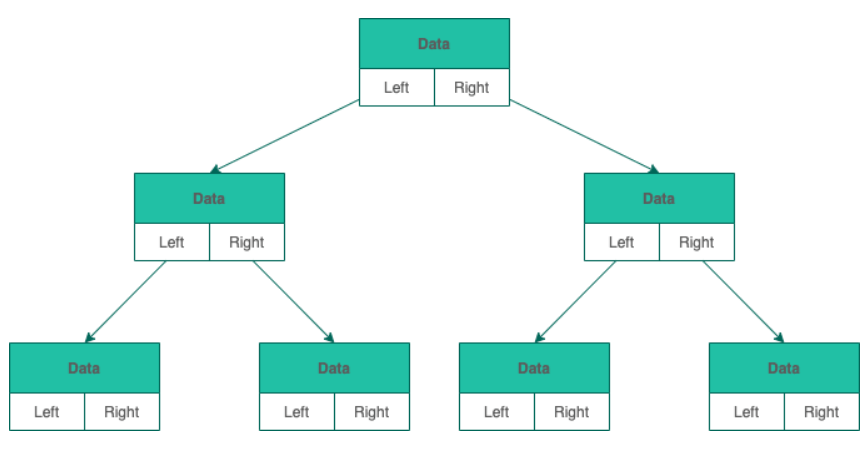 Data
Left Right
Data Data
Left Right Left Right
Data Data Data Data
Left Right Left Right Left Right Left Right